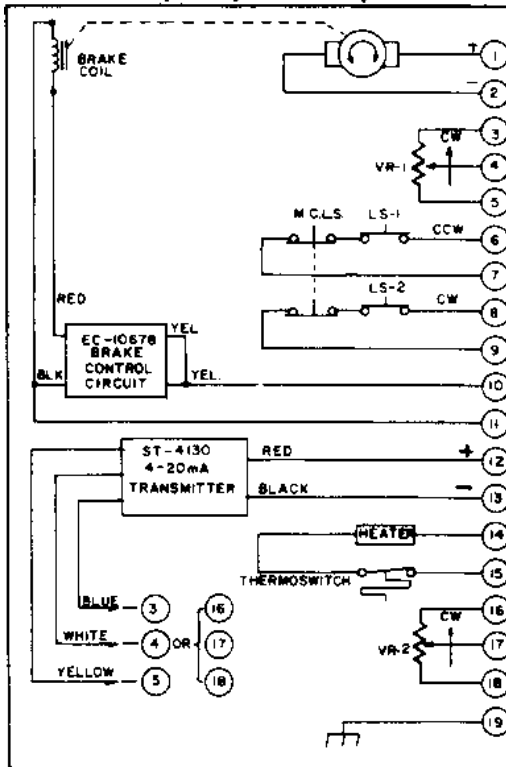 BRAKE
COIL
+
1
-
2
3
CW
VR-1
4
5
M.C.L.S.
LS-1
CCW
6
7
LS-2
CW
8
9
RED
EC-10678
BRAKE
CONTROL
CIRCUIT
YEL
BLK
YEL.
10
11
ST-4130
4-20mA
TRANSMITTER
RED
+
12
BLACK
-
13
HEATER
14
THERMOSWITCH
15
BLUE
3
16
WHITE
4
OR
17
YELLOW
5
18
16
CW
VR-2
17
18
19